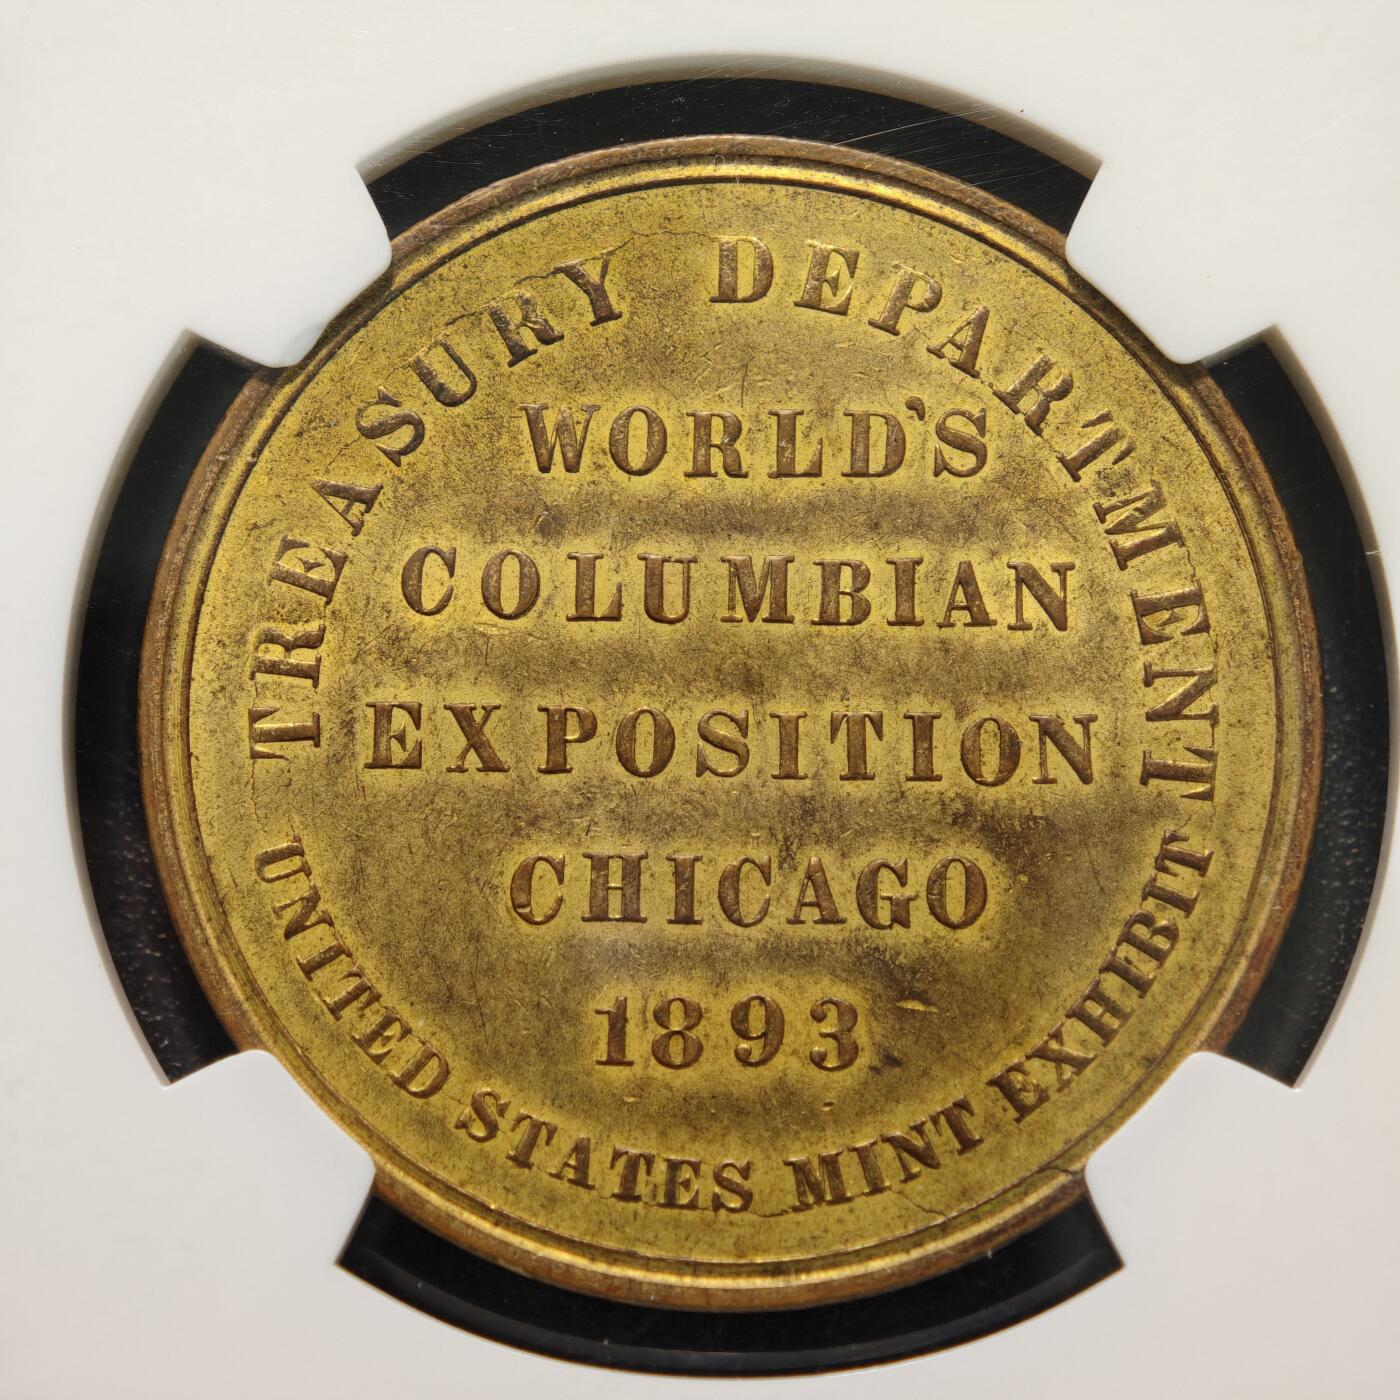 TREASURY DEPARTMENT
WORLD'S
COLUMBIAN
EXPOSITION
CHICAGO
1893
UNITED STATES MINT EXHIBIT